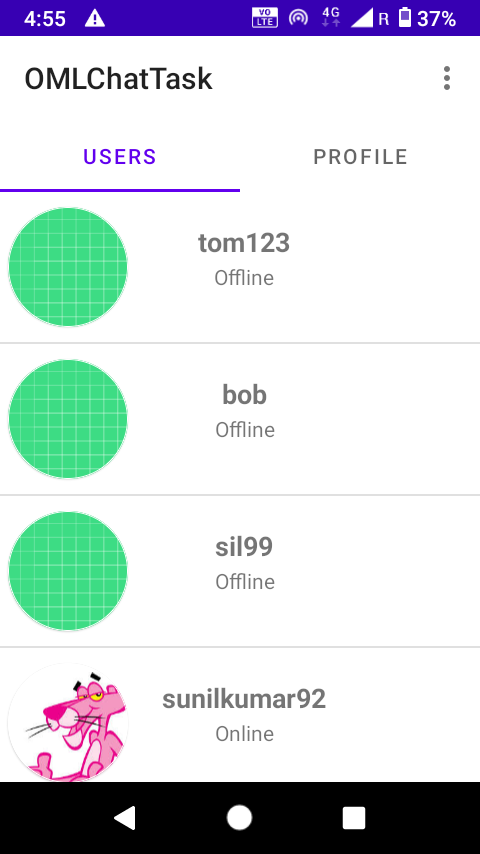 4:55 VO LTE 4G R 37%
OMLChatTask
USERS PROFILE
tom123
Offline
bob
Offline
sil99
Offline
sunilkumar92
Online